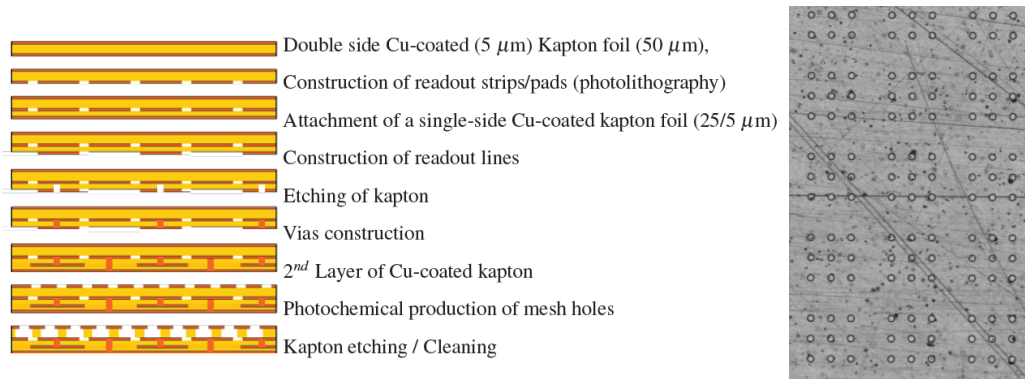 Double side Cu-coated (5 μm) Kapton foil (50 μm),
Construction of readout strips/pads (photolithography)
Attachment of a single-side Cu-coated kapton foil (25/5 μm)
Construction of readout lines
Etching of kapton
Vias construction
2nd Layer of Cu-coated kapton
Photochemical production of mesh holes
Kapton etching / Cleaning